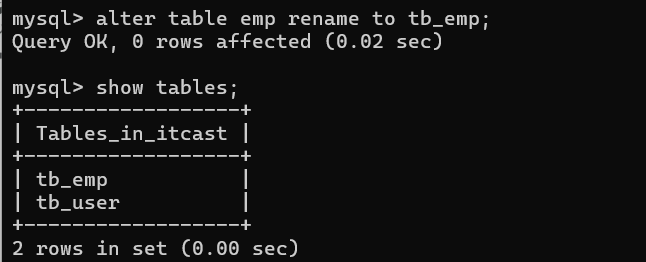 mysql> alter table emp rename to tb_emp;
Query OK, 0 rows affected (0.02 sec)
mysql> show tables;
+------------------+
| Tables_in_itcast |
+------------------+
| tb_emp           |
| tb_user          |
+------------------+
2 rows in set (0.00 sec)